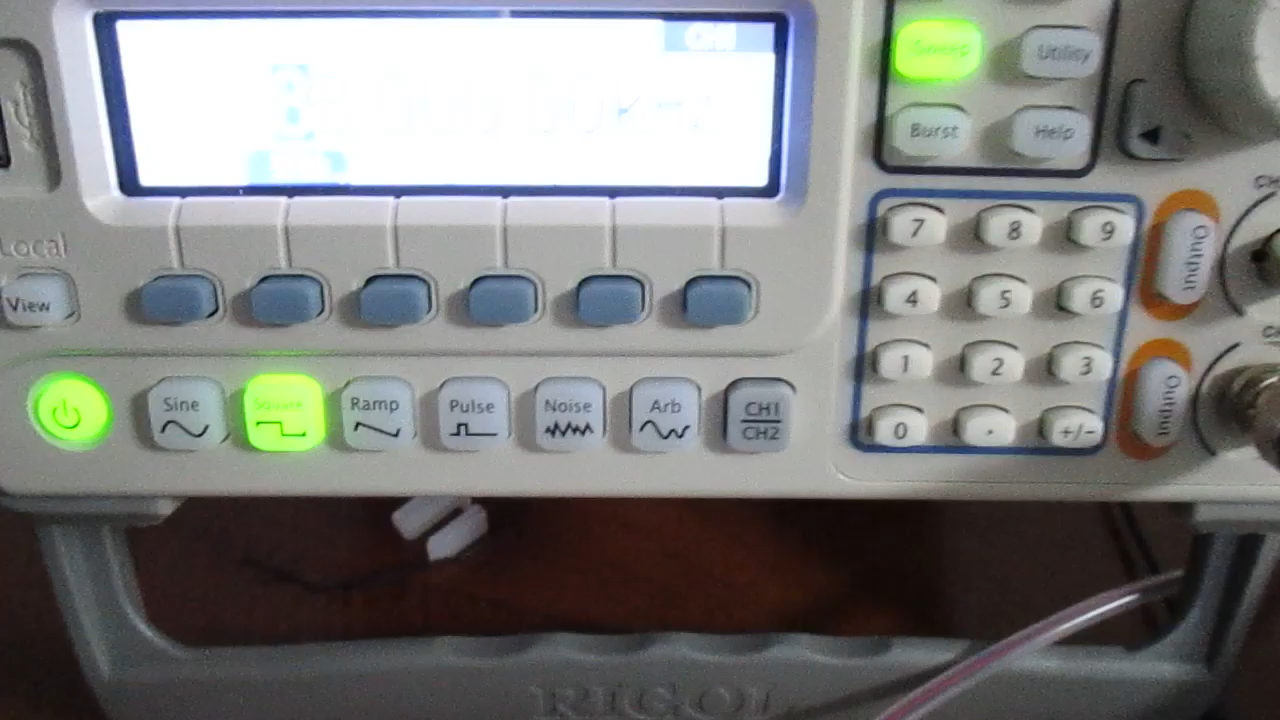 Sweep
Utility
Burst
Help
Local
View
7 8 9
4 5 6
1 2 3
0 . +/-
Output
Output
Sine
Square
Ramp
Pulse
Noise
Arb
CH1
CH2
RIGOL